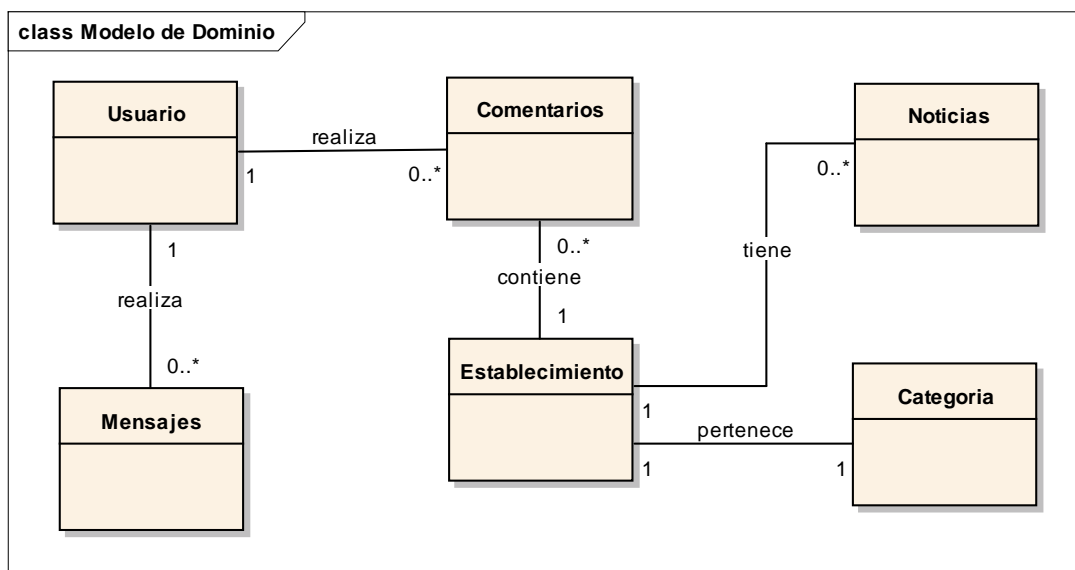 class Modelo de Dominio
Usuario
realiza
1
0..*
Comentarios
Noticias
0..*
1
realiza
0..*
Mensajes
0..*
contiene
1
tiene
Establecimiento
1
pertenece
1
1
Categoria